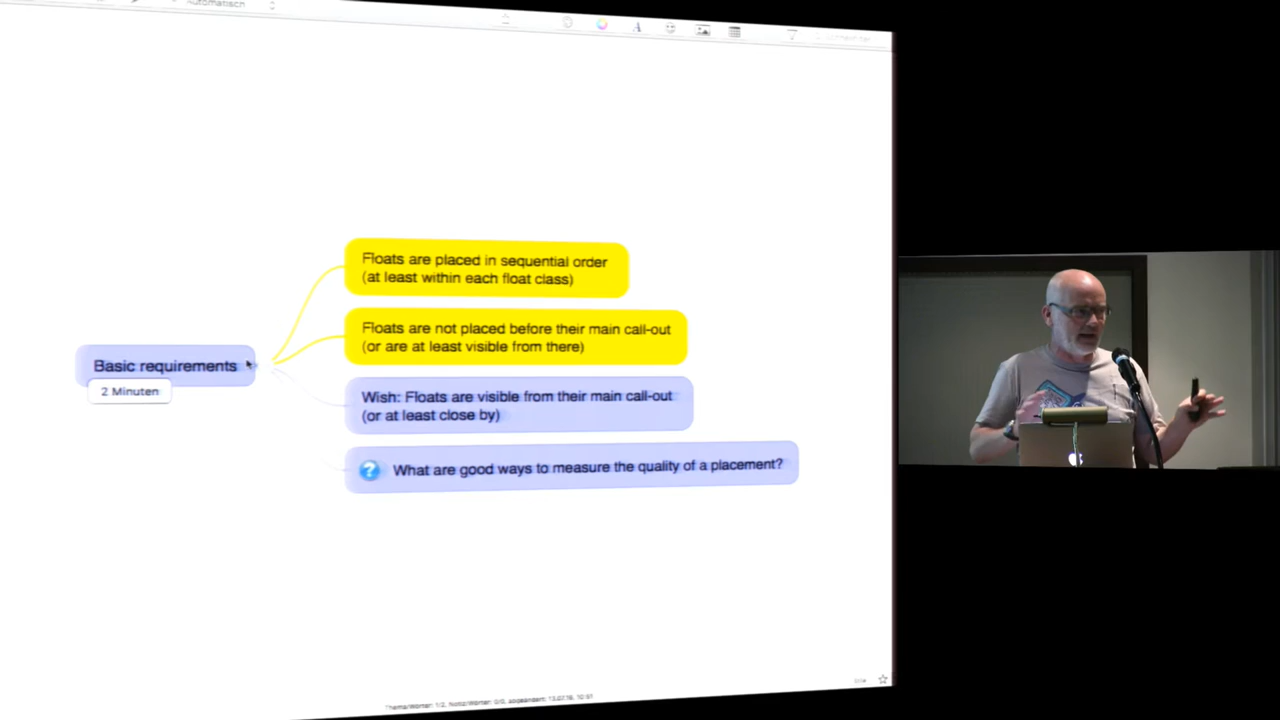 Automatisch
Floats are placed in sequential order
(at least within each float class)
Floats are not placed before their main call-out
(or are at least visible from there)
Basic requirements
2 Minuten
Wish: Floats are visible from their main call-out
(or at least close by)
? What are good ways to measure the quality of a placement?